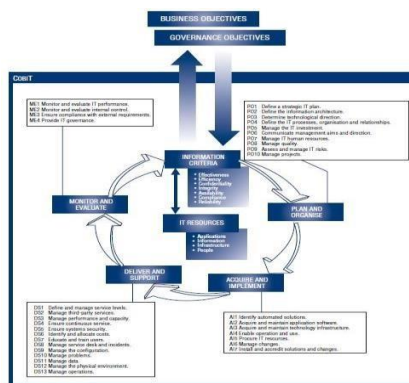 BUSINESS OBJECTIVES
GOVERNANCE OBJECTIVES
COBIT
ME1 Monitor and evaluate IT performance.
ME2 Monitor and evaluate internal control.
ME3 Ensure compliance with external requirements.
ME4 Provide IT governance.
PO1 Define a strategic IT plan.
PO2 Define the information architecture.
PO3 Determine technological direction.
PO4 Define the IT processes, organisation and relationships.
PO5 Manage the IT investment.
PO6 Communicate management aims and direction.
PO7 Manage IT human resources.
PO8 Manage quality.
PO9 Assess and manage IT risks.
PO10 Manage projects.
INFORMATION
CRITERIA
• Effectiveness
• Efficiency
• Confidentiality
• Integrity
• Availability
• Compliance
• Reliability
MONITOR AND
EVALUATE
PLAN AND
ORGANISE
IT RESOURCES
• Applications
• Information
• Infrastructure
• People
DELIVER AND
SUPPORT
ACQUIRE AND
IMPLEMENT
DS1 Define and manage service levels.
DS2 Manage third-party services.
DS3 Manage performance and capacity.
DS4 Ensure continuous service.
DS5 Ensure systems security.
DS6 Identify and allocate costs.
DS7 Educate and train users.
DS8 Manage service desk and incidents.
DS9 Manage the configuration.
DS10 Manage problems.
DS11 Manage data.
DS12 Manage the physical environment.
DS13 Manage operations.
AI1 Identify automated solutions.
AI2 Acquire and maintain application software.
AI3 Acquire and maintain technology infrastructure.
AI4 Enable operation and use.
AI5 Procure IT resources.
AI6 Manage changes.
AI7 Install and accredit solutions and changes.